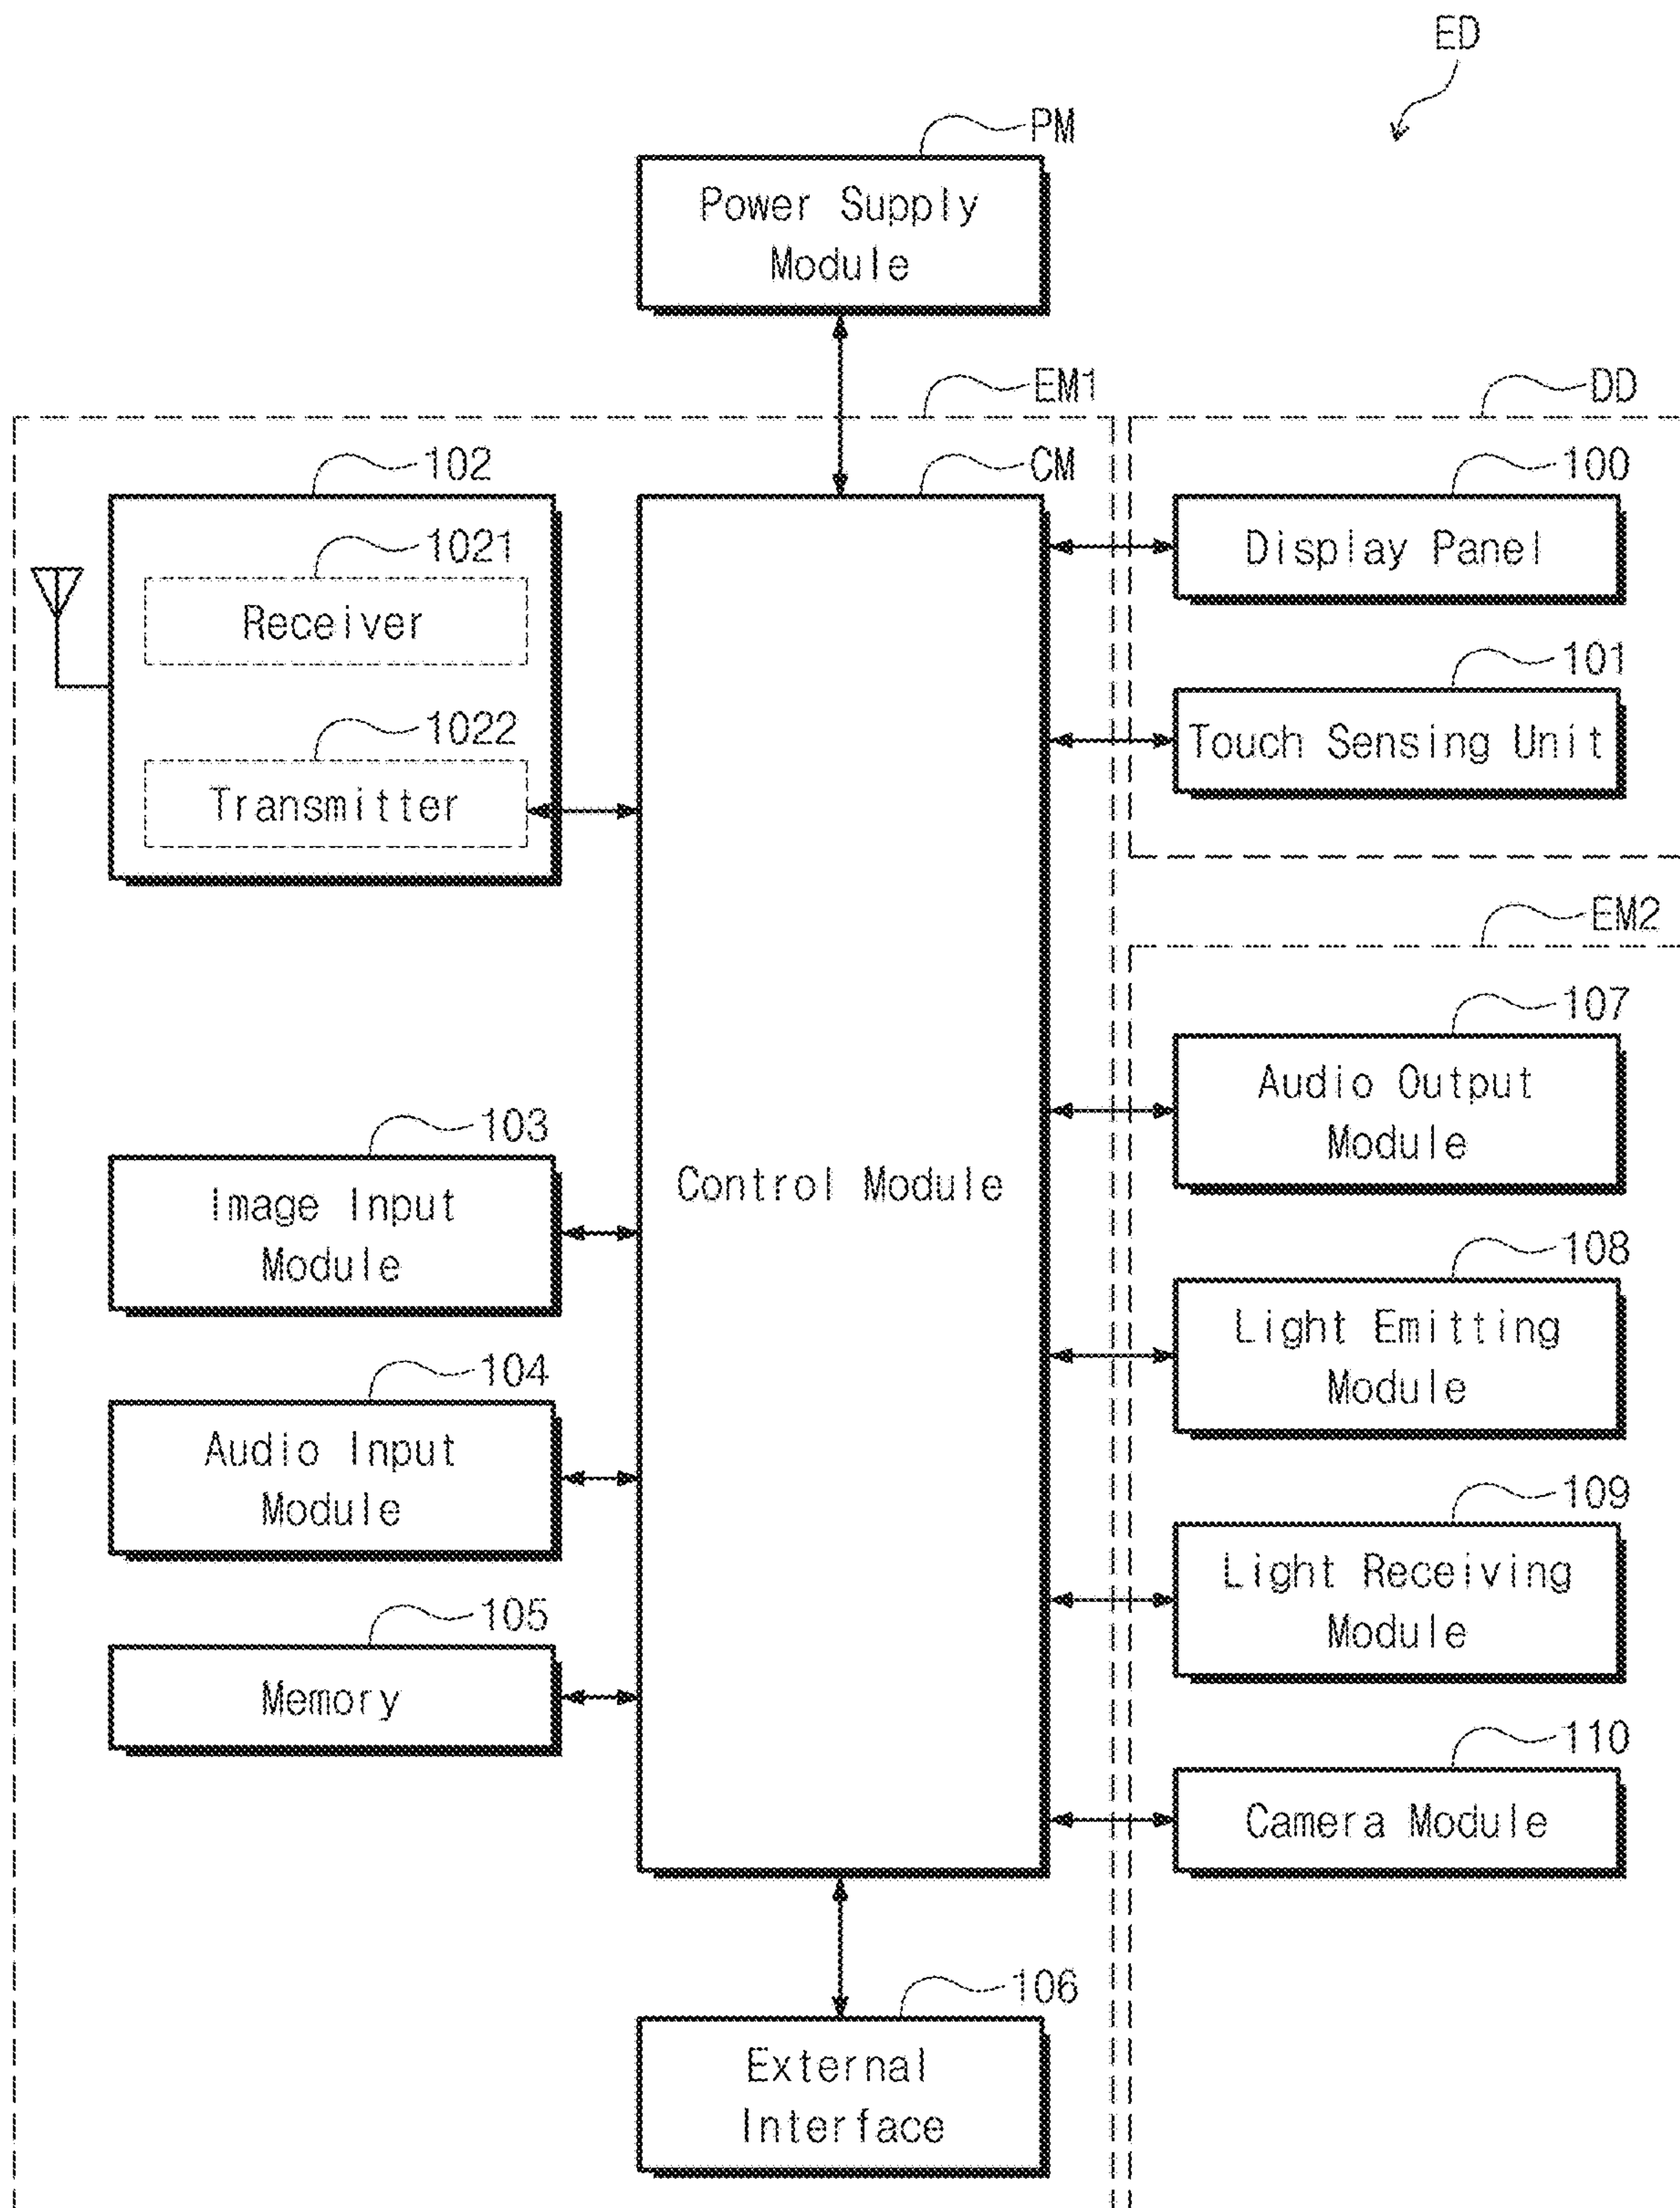 ED
PM
Power Supply
Module
EM1
DD
102
CM
100
1021
Display Panel
Receiver
101
1022
Touch Sensing Unit
Transmitter
EM2
107
Audio Output
Module
103
Control Module
Image Input
Module
108
Light Emitting
Module
104
Audio Input
Module
109
Light Receiving
Module
105
Memory
110
Camera Module
106
External
Interface